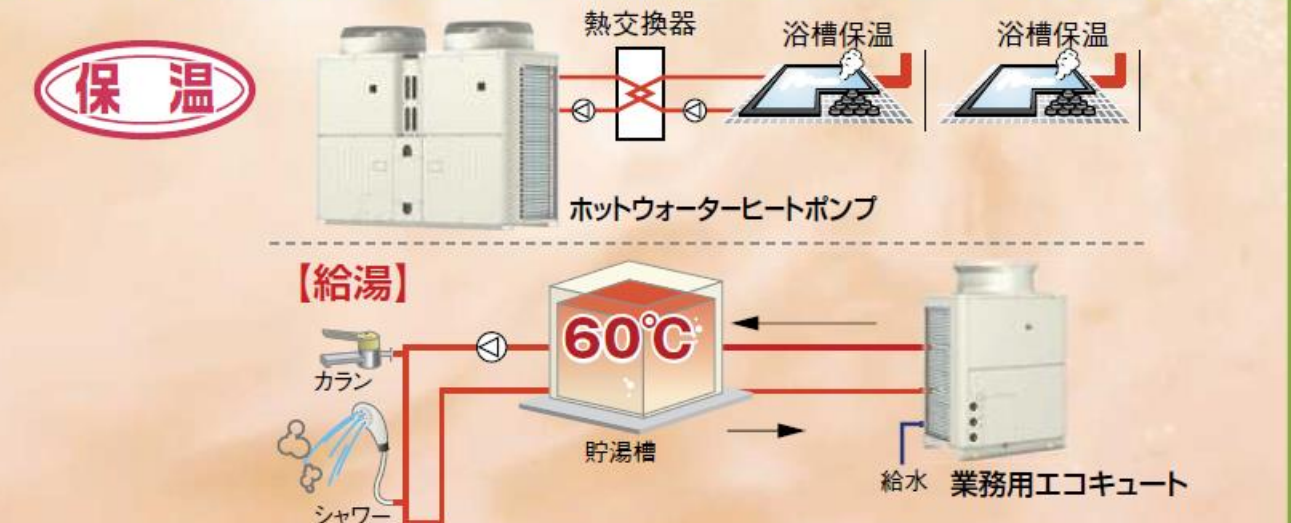 保温
熱交換器
浴槽保温
浴槽保温
ホットウォーターヒートポンプ
【給湯】
60℃
カラン
シャワー
貯湯槽
給水
業務用エコキュート